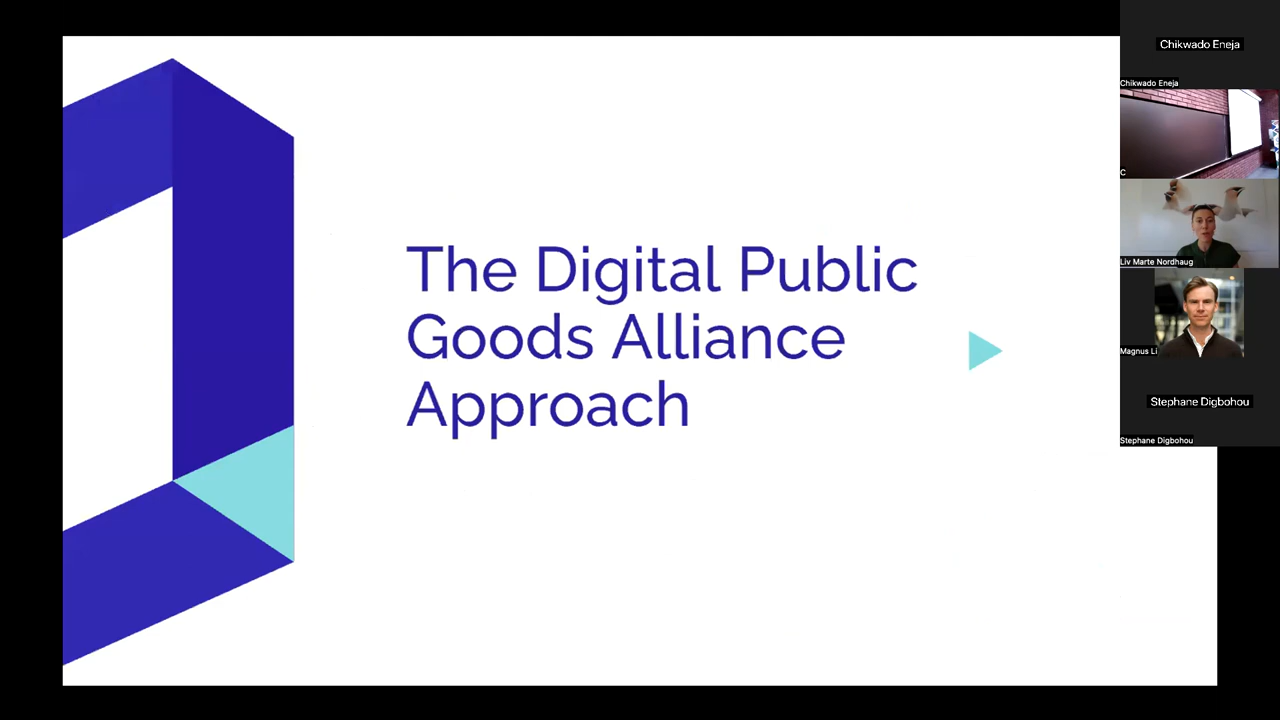 The Digital Public
Goods Alliance
Approach
Chikwado Eneja
Chikwado Eneja
C
Liv Marte Nordhaug
Magnus Li
Stephane Digbohou
Stephane Digbohou